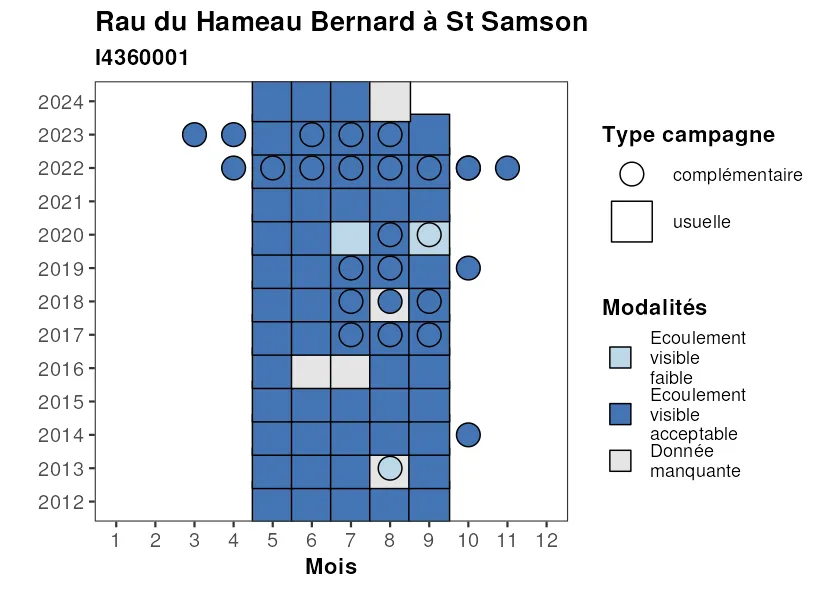 Rau du Hameau Bernard à St Samson
I4360001
2024
2023
2022
2021
2020
2019
2018
2017
2016
2015
2014
2013
2012
1 2 3 4 5 6 7 8 9 10 11 12
Mois
Type campagne
complémentaire
usuelle
Modalités
Ecoulement
visible
faible
Ecoulement
visible
acceptable
Donnée
manquante